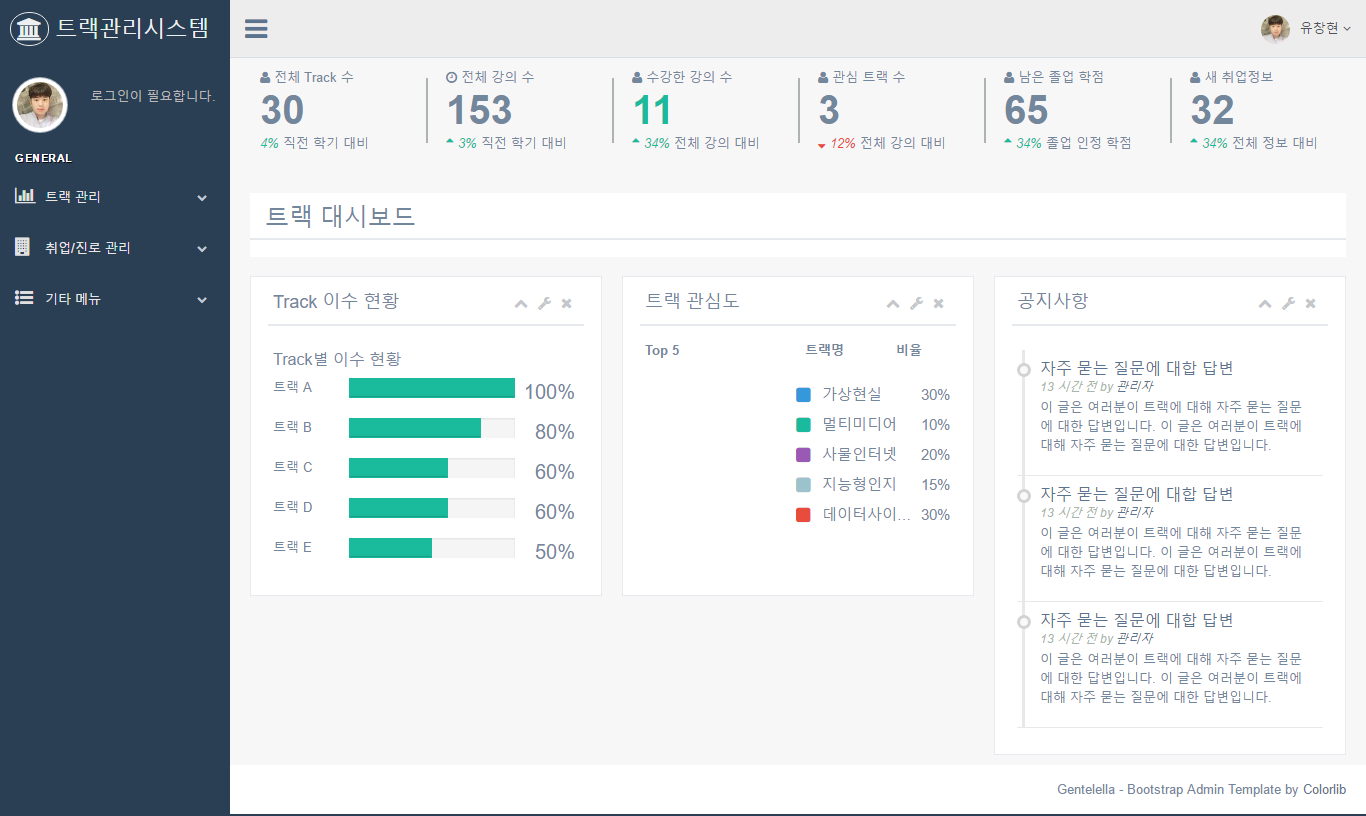 트랙관리시스템
유창현
로그인이 필요합니다.
GENERAL
트랙 관리
취업/진로 관리
기타 메뉴
전체 Track 수
30
4% 직전 학기 대비
전체 강의 수
153
3% 직전 학기 대비
수강한 강의 수
11
34% 전체 강의 대비
관심 트랙 수
3
12% 전체 강의 대비
남은 졸업 학점
65
34% 졸업 인정 학점
새 취업정보
32
34% 전체 정보 대비
트랙 대시보드
Track 이수 현황
Track별 이수 현황
트랙 A 100%
트랙 B 80%
트랙 C 60%
트랙 D 60%
트랙 E 50%
트랙 관심도
Top 5 트랙명 비율
가상현실 30%
멀티미디어 10%
사물인터넷 20%
지능형인지 15%
데이터사이... 30%
공지사항
자주 묻는 질문에 대합 답변
13 시간 전 by 관리자
이 글은 여러분이 트랙에 대해 자주 묻는 질문
에 대한 답변입니다. 이 글은 여러분이 트랙에
대해 자주 묻는 질문에 대한 답변입니다.
자주 묻는 질문에 대합 답변
13 시간 전 by 관리자
이 글은 여러분이 트랙에 대해 자주 묻는 질문
에 대한 답변입니다. 이 글은 여러분이 트랙에
대해 자주 묻는 질문에 대한 답변입니다.
자주 묻는 질문에 대합 답변
13 시간 전 by 관리자
이 글은 여러분이 트랙에 대해 자주 묻는 질문
에 대한 답변입니다. 이 글은 여러분이 트랙에
대해 자주 묻는 질문에 대한 답변입니다.
Gentelella - Bootstrap Admin Template by Colorlib